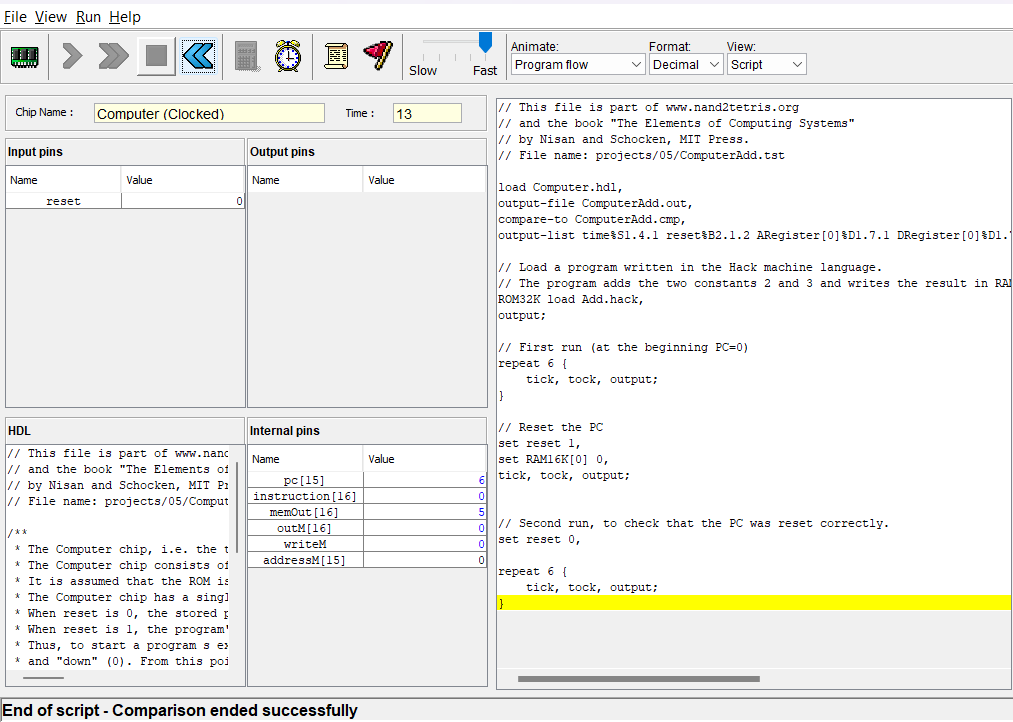 File View Run Help
Slow Fast
Animate: Format: View:
Program flow Decimal Script
Chip Name : Computer (Clocked) Time : 13
Input pins
Name Value
reset 0
Output pins
Name Value
HDL
// This file is part of www.nand
// and the book "The Elements of
// by Nisan and Schocken, MIT Pr
// File name: projects/05/Comput
/**
* The Computer chip, i.e. the t
* The Computer chip consists of
* It is assumed that the ROM is
* The Computer chip has a singl
* When reset is 0, the stored p
* When reset is 1, the program'
* Thus, to start a program s ex
* and "down" (0). From this poi
Internal pins
Name Value
pc[15] 6
instruction[16] 0
memOut[16] 5
outM[16] 0
writeM 0
addressM[15] 0
// This file is part of www.nand2tetris.org
// and the book "The Elements of Computing Systems"
// by Nisan and Schocken, MIT Press.
// File name: projects/05/ComputerAdd.tst
load Computer.hdl,
output-file ComputerAdd.out,
compare-to ComputerAdd.cmp,
output-list time%S1.4.1 reset%B2.1.2 ARegister[0]%D1.7.1 DRegister[0]%D1.7
// Load a program written in the Hack machine language.
// The program adds the two constants 2 and 3 and writes the result in RAM
ROM32K load Add.hack,
output;
// First run (at the beginning PC=0)
repeat 6 {
tick, tock, output;
}
// Reset the PC
set reset 1,
set RAM16K[0] 0,
tick, tock, output;
// Second run, to check that the PC was reset correctly.
set reset 0,
repeat 6 {
tick, tock, output;
}
End of script - Comparison ended successfully